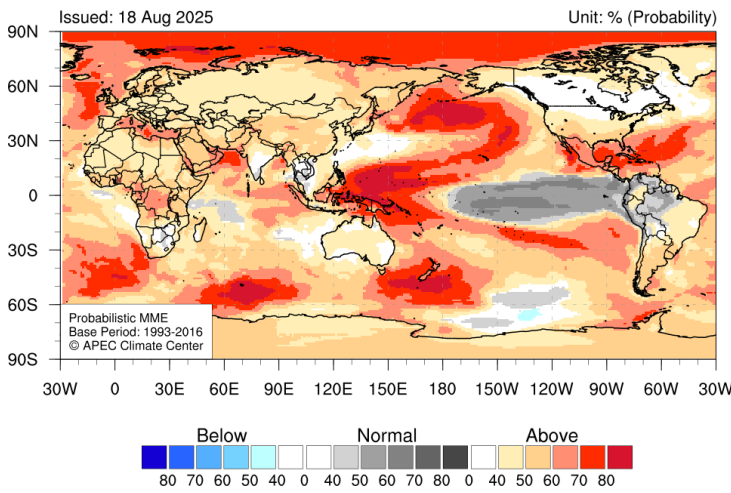 Issued: 18 Aug 2025 Unit: % (Probability)
90N
60N
30N
0
30S
60S
90S
Probabilistic MME
Base Period: 1993-2016
© APEC Climate Center
30W 0 30E 60E 90E 120E 150E 180 150W 120W 90W 60W 30W
Below Normal Above
80 70 60 50 40 0 40 50 60 70 80 0 40 50 60 70 80